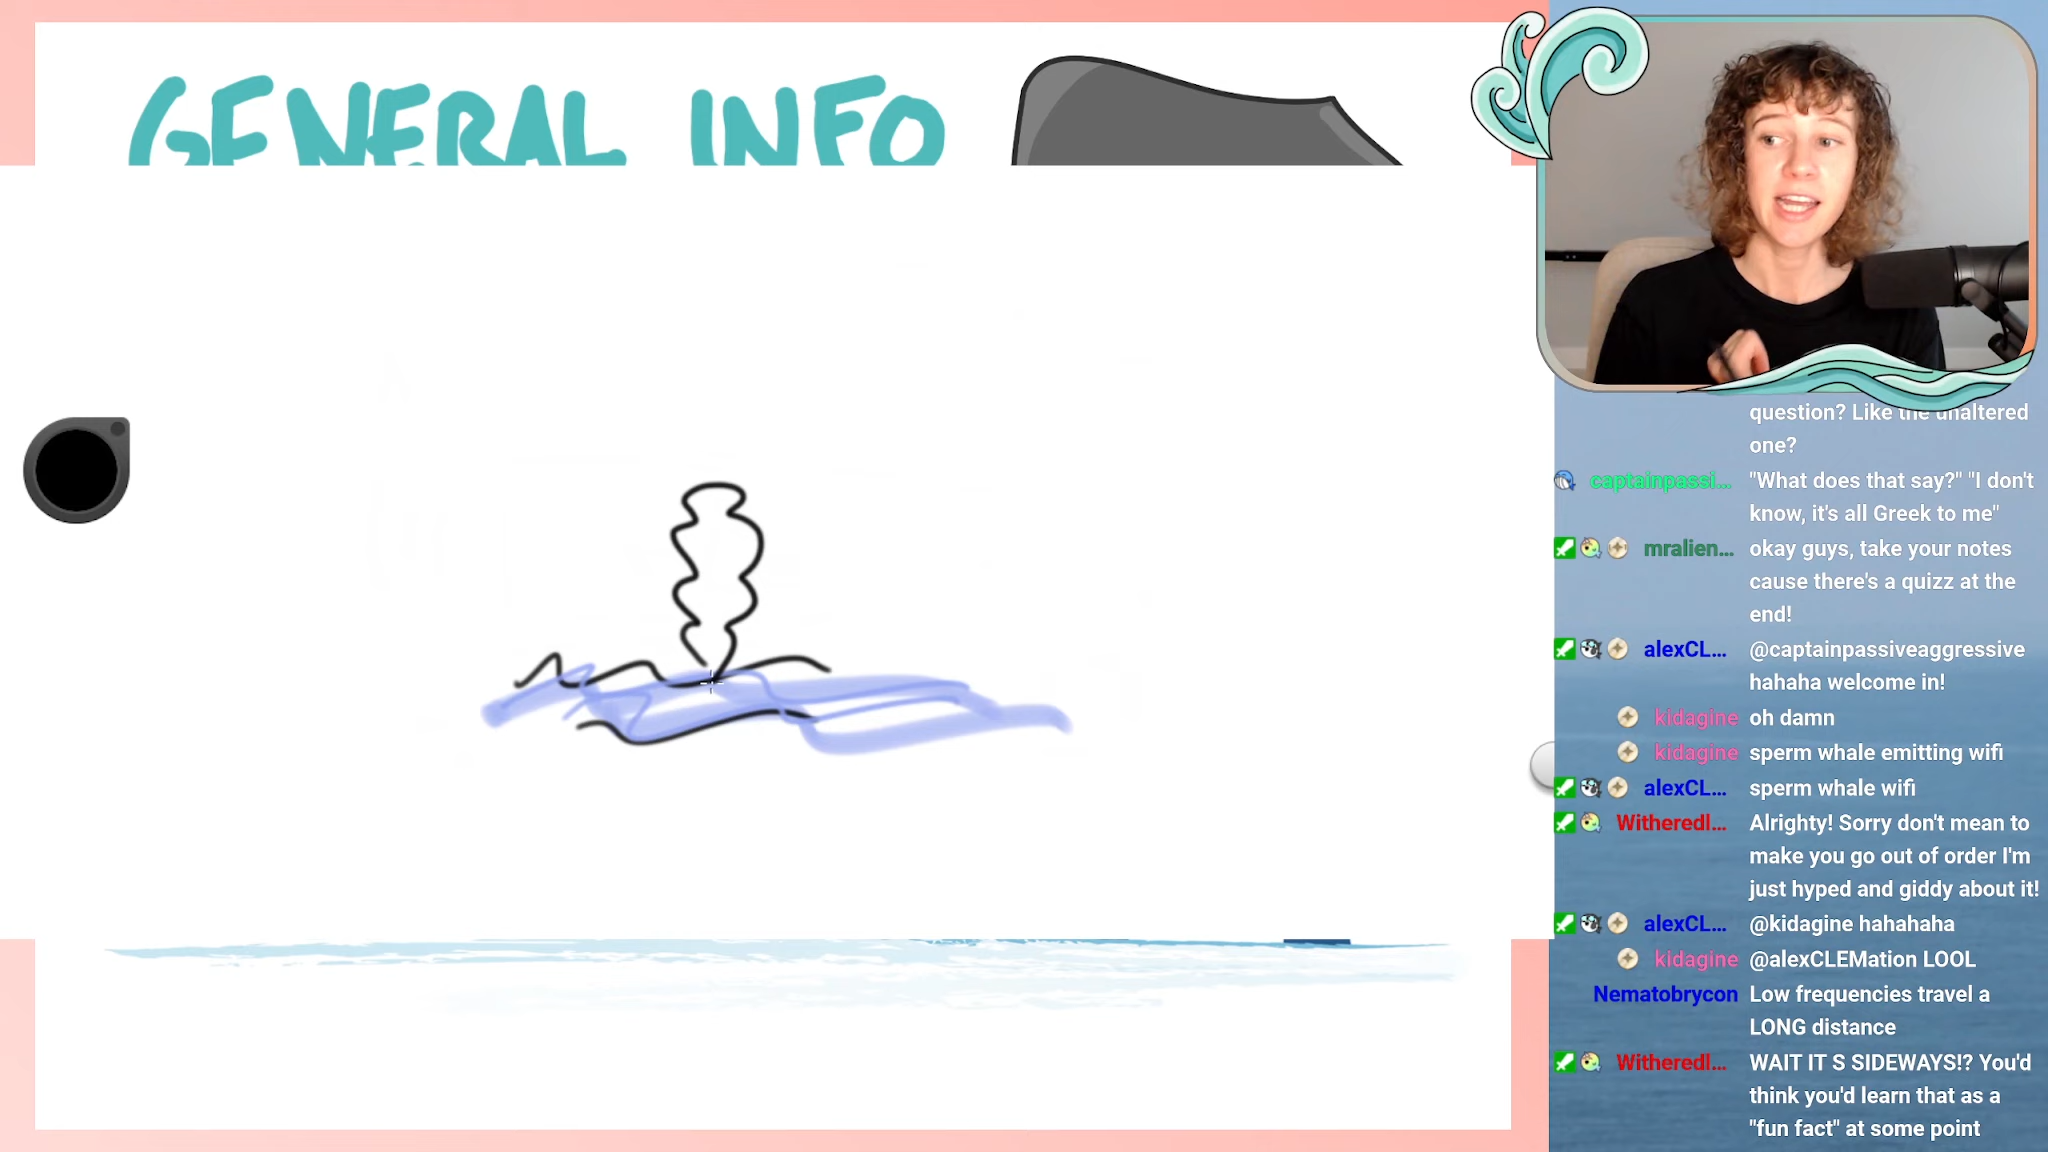 GENERAL INFO
question? Like the unaltered
one?
captainpassi... "What does that say?" "I don't
know, it's all Greek to me"
mralien... okay guys, take your notes
cause there's a quizz at the
end!
alexCL... @captainpassiveaggressive
hahaha welcome in!
kidagine oh damn
kidagine sperm whale emitting wifi
alexCL... sperm whale wifi
Witheredl... Alrighty! Sorry don't mean to
make you go out of order I'm
just hyped and giddy about it!
alexCL... @kidagine hahahaha
kidagine @alexCLEMation LOOL
Nematobrycon Low frequencies travel a
LONG distance
Witheredl... WAIT IT S SIDEWAYS!? You'd
think you'd learn that as a
"fun fact" at some point